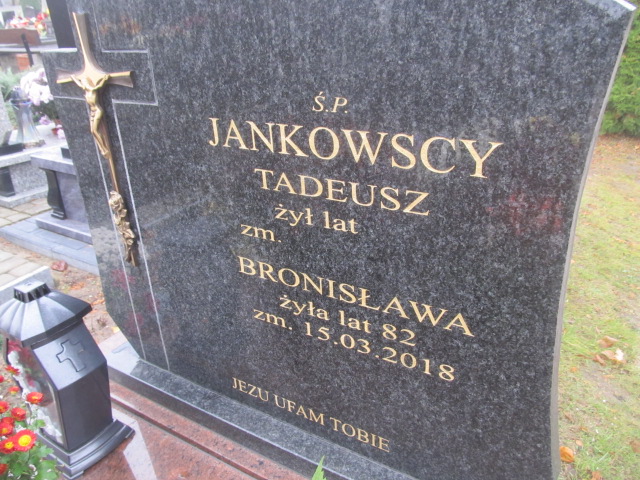 Ś.P.
JANKOWSCY
TADEUSZ
żył lat
zm.
BRONISŁAWA
żyła lat 82
zm. 15.03.2018
JEZU UFAM TOBIE